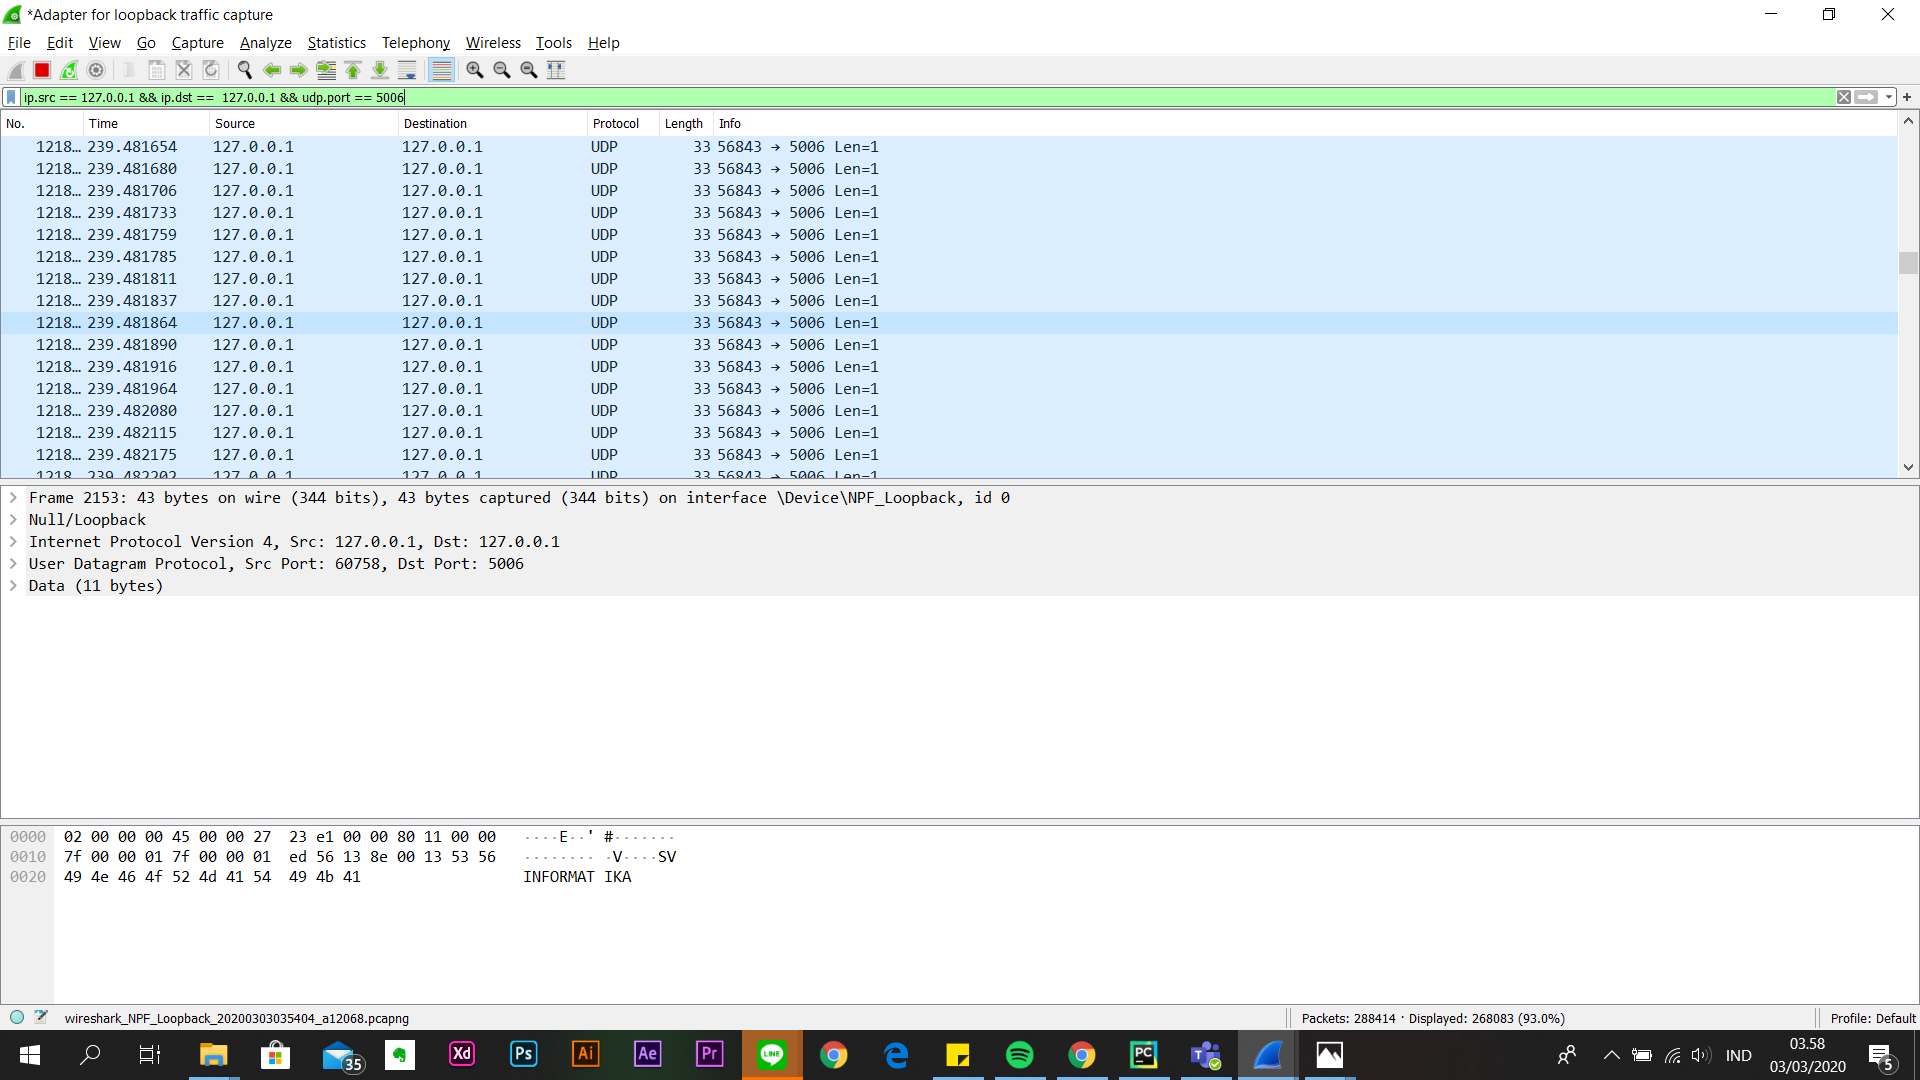 *Adapter for loopback traffic capture
File Edit View Go Capture Analyze Statistics Telephony Wireless Tools Help
ip.src == 127.0.0.1 && ip.dst ==  127.0.0.1 && udp.port == 5006
No. Time Source Destination Protocol Length Info
1218… 239.481654 127.0.0.1 127.0.0.1 UDP 33 56843 → 5006 Len=1
1218… 239.481680 127.0.0.1 127.0.0.1 UDP 33 56843 → 5006 Len=1
1218… 239.481706 127.0.0.1 127.0.0.1 UDP 33 56843 → 5006 Len=1
1218… 239.481733 127.0.0.1 127.0.0.1 UDP 33 56843 → 5006 Len=1
1218… 239.481759 127.0.0.1 127.0.0.1 UDP 33 56843 → 5006 Len=1
1218… 239.481785 127.0.0.1 127.0.0.1 UDP 33 56843 → 5006 Len=1
1218… 239.481811 127.0.0.1 127.0.0.1 UDP 33 56843 → 5006 Len=1
1218… 239.481837 127.0.0.1 127.0.0.1 UDP 33 56843 → 5006 Len=1
1218… 239.481864 127.0.0.1 127.0.0.1 UDP 33 56843 → 5006 Len=1
1218… 239.481890 127.0.0.1 127.0.0.1 UDP 33 56843 → 5006 Len=1
1218… 239.481916 127.0.0.1 127.0.0.1 UDP 33 56843 → 5006 Len=1
1218… 239.481964 127.0.0.1 127.0.0.1 UDP 33 56843 → 5006 Len=1
1218… 239.482080 127.0.0.1 127.0.0.1 UDP 33 56843 → 5006 Len=1
1218… 239.482115 127.0.0.1 127.0.0.1 UDP 33 56843 → 5006 Len=1
1218… 239.482175 127.0.0.1 127.0.0.1 UDP 33 56843 → 5006 Len=1
1218 239.482202 127.0.0.1 127.0.0.1 UDP 33 56843 → 5006 Len=1
Frame 2153: 43 bytes on wire (344 bits), 43 bytes captured (344 bits) on interface \Device\NPF_Loopback, id 0
Null/Loopback
Internet Protocol Version 4, Src: 127.0.0.1, Dst: 127.0.0.1
User Datagram Protocol, Src Port: 60758, Dst Port: 5006
Data (11 bytes)
0000 02 00 00 00 45 00 00 27 23 e1 00 00 80 11 00 00 ····E··' #·······
0010 7f 00 00 01 7f 00 00 01 ed 56 13 8e 00 13 53 56 ········ ·V····SV
0020 49 4e 46 4f 52 4d 41 54 49 4b 41 INFORMAT IKA
wireshark_NPF_Loopback_20200303035404_a12068.pcapng
Packets: 288414 · Displayed: 268083 (93.0%)
Profile: Default
35
Xd
Ps
Ai
Ae
Pr
LINE
PC
T
IND
03.58
03/03/2020
5